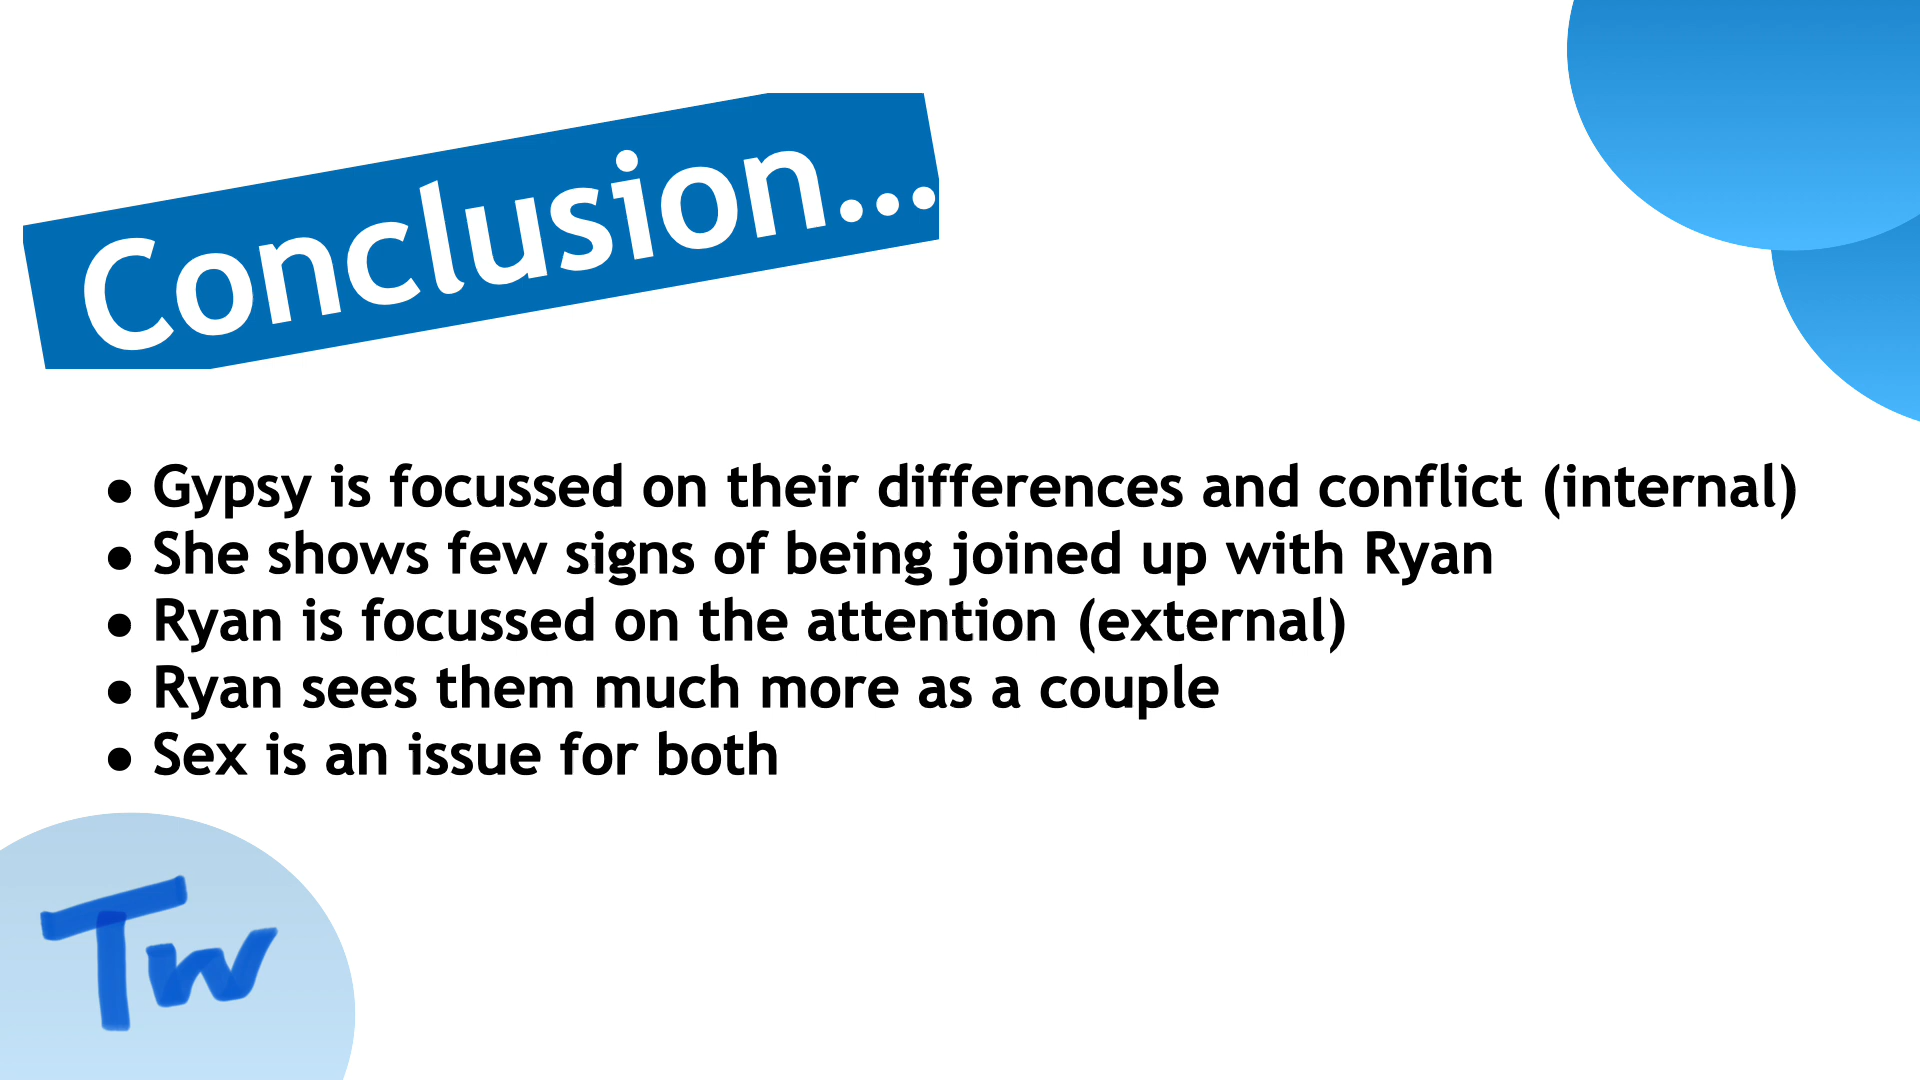 Conclusion...
● Gypsy is focussed on their differences and conflict (internal)
● She shows few signs of being joined up with Ryan
● Ryan is focussed on the attention (external)
● Ryan sees them much more as a couple
● Sex is an issue for both
Tw